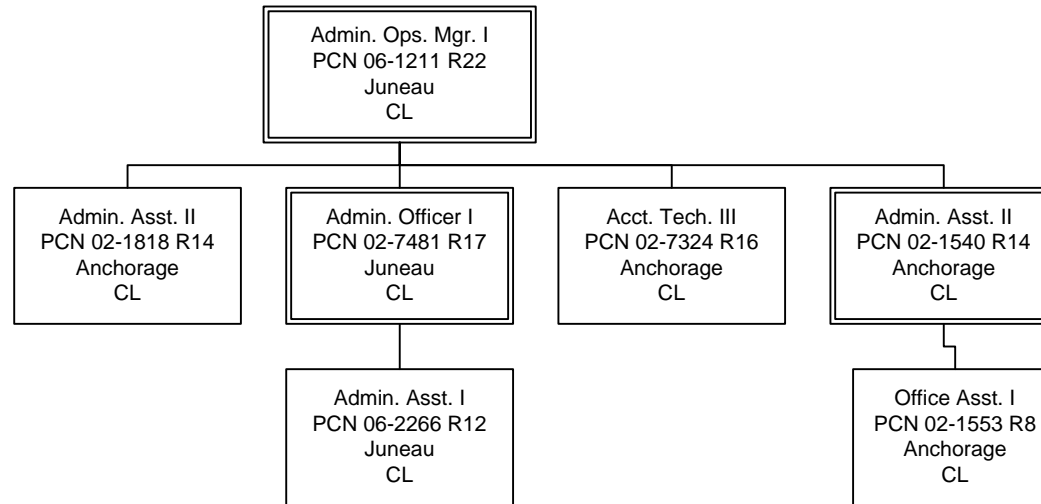 Admin. Ops. Mgr. I
PCN 06-1211 R22
Juneau
CL
Admin. Asst. II
PCN 02-1818 R14
Anchorage
CL
Admin. Officer I
PCN 02-7481 R17
Juneau
CL
Acct. Tech. III
PCN 02-7324 R16
Anchorage
CL
Admin. Asst. II
PCN 02-1540 R14
Anchorage
CL
Admin. Asst. I
PCN 06-2266 R12
Juneau
CL
Office Asst. I
PCN 02-1553 R8
Anchorage
CL